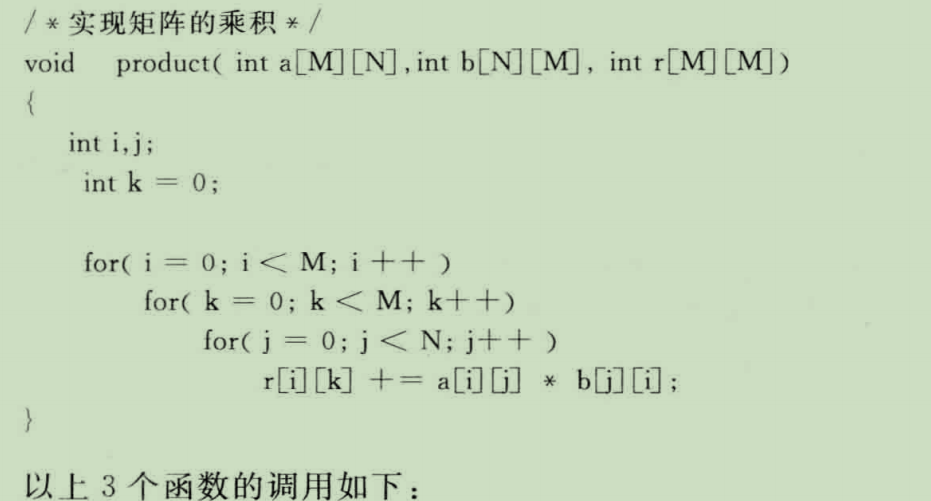 /*实现矩阵的乘积*/
void product( int a[M][N],int b[N][M], int r[M][M])
{
int i,j;
int k = 0;
for( i = 0; i < M; i ++ )
for( k = 0; k < M; k++)
for( j = 0; j < N; j++ )
r[i][k] += a[i][j] * b[j][i];
}
以上 3 个函数的调用如下：